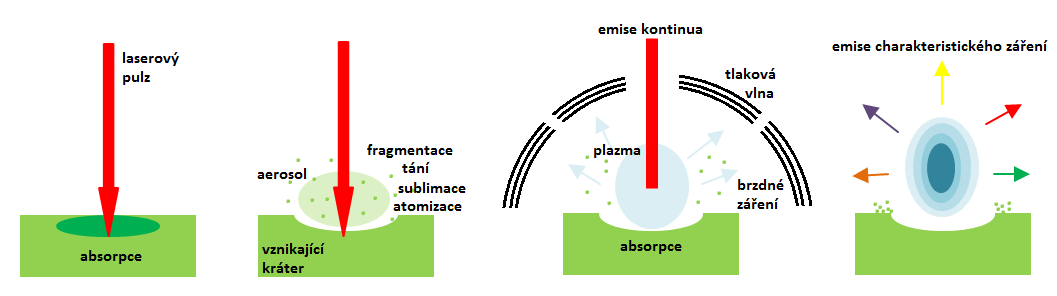 laserový
pulz
absorpce
fragmentace
tání
sublimace
atomizace
aerosol
vznikající
kráter
emise kontinua
tlaková
vlna
plazma
brzdné
záření
absorpce
emise charakteristického záření